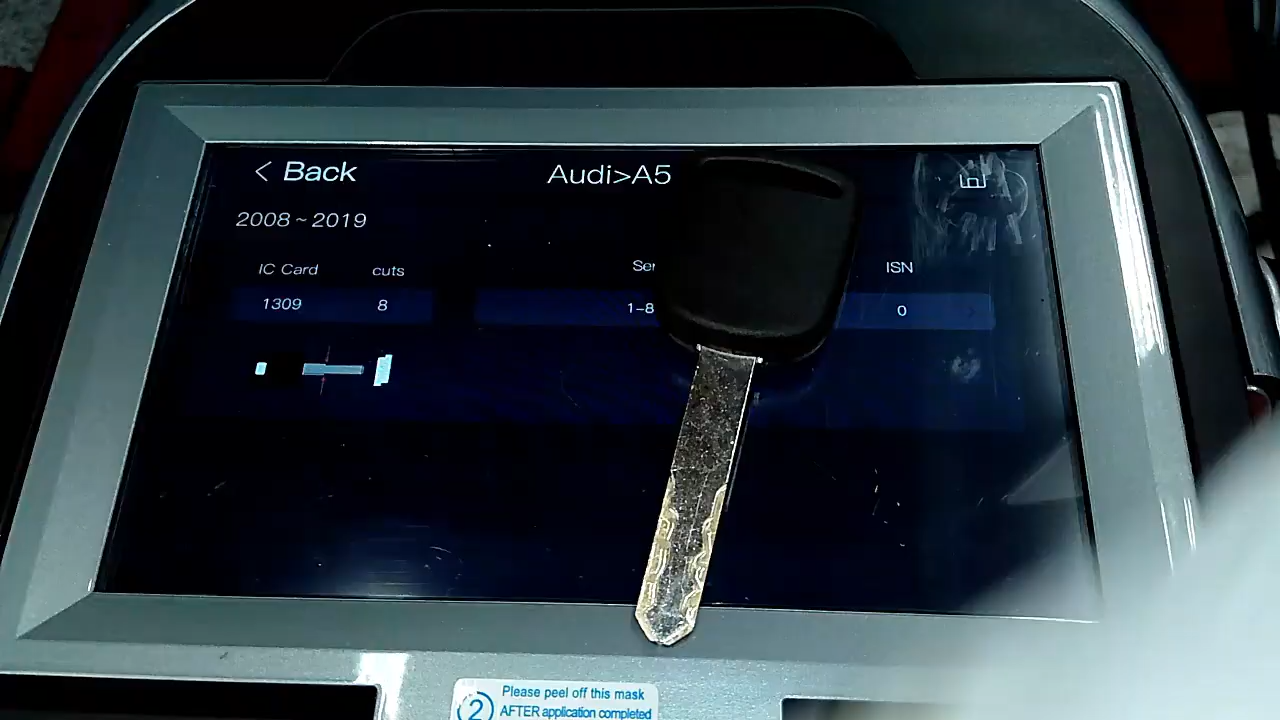 < Back
Audi>A5
2008~2019
IC Card cuts Ser ISN
1309 8 1-8 0
2 Please peel off this mask
AFTER application completed